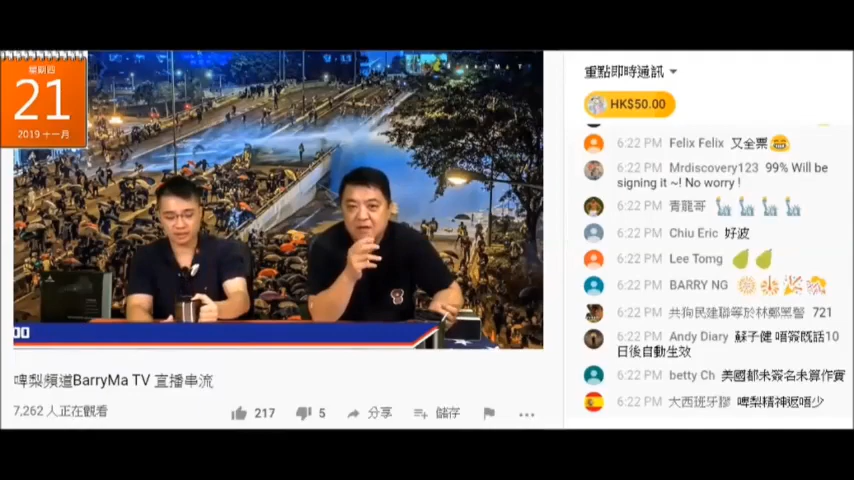 星期四
21
2019 十一月
重點即時通訊
HK$50.00
6:22 PM Felix Felix 又全票😂
6:22 PM Mrdiscovery123 99% Will be
signing it ~! No worry !
6:22 PM 青龍哥 🗽🗽🗽🗽
6:22 PM Chiu Eric 好波
6:22 PM Lee Tomg 🍐🍐
6:22 PM BARRY NG
6:22 PM 共狗民建聯等於林鄭罵警 721
6:22 PM Andy Diary 蘇子健 唔簽既話10
日後自動生效
6:22 PM betty Ch 美國都未簽名未算作實
6:22 PM 大西班牙膠 啤梨精神返唔少
啤梨頻道BarryMa TV 直播串流
7,262 人正在觀看
217
5
分享
儲存